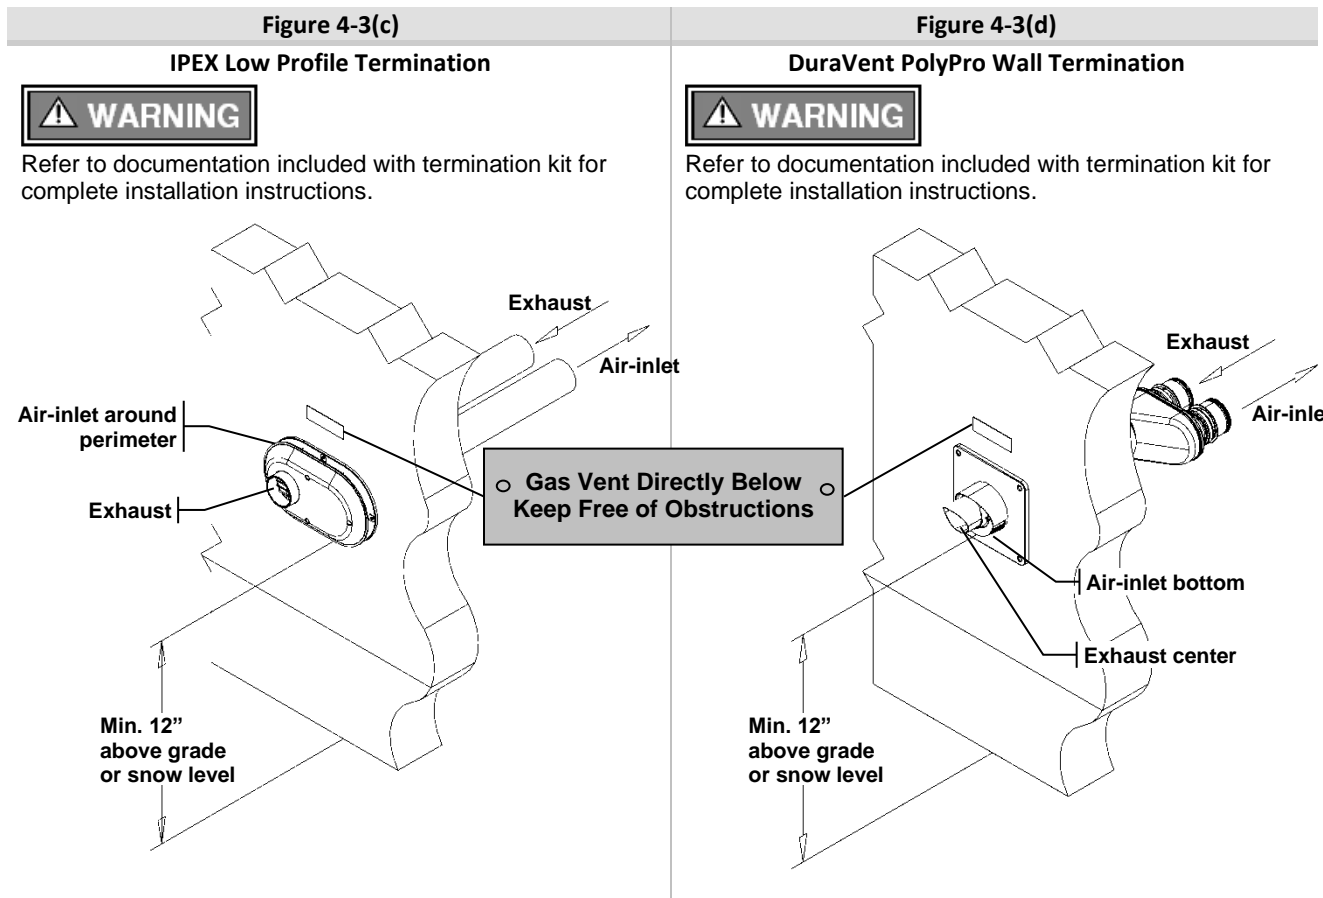 Figure 4-3(c)
IPEX Low Profile Termination
WARNING
Refer to documentation included with termination kit for
complete installation instructions.
Exhaust
Air-inlet
Air-inlet around
perimeter
Exhaust
Min. 12”
above grade
or snow level
Gas Vent Directly Below
Keep Free of Obstructions
Figure 4-3(d)
DuraVent PolyPro Wall Termination
WARNING
Refer to documentation included with termination kit for
complete installation instructions.
Exhaust
Air-inle
Air-inlet bottom
Exhaust center
Min. 12”
above grade
or snow level